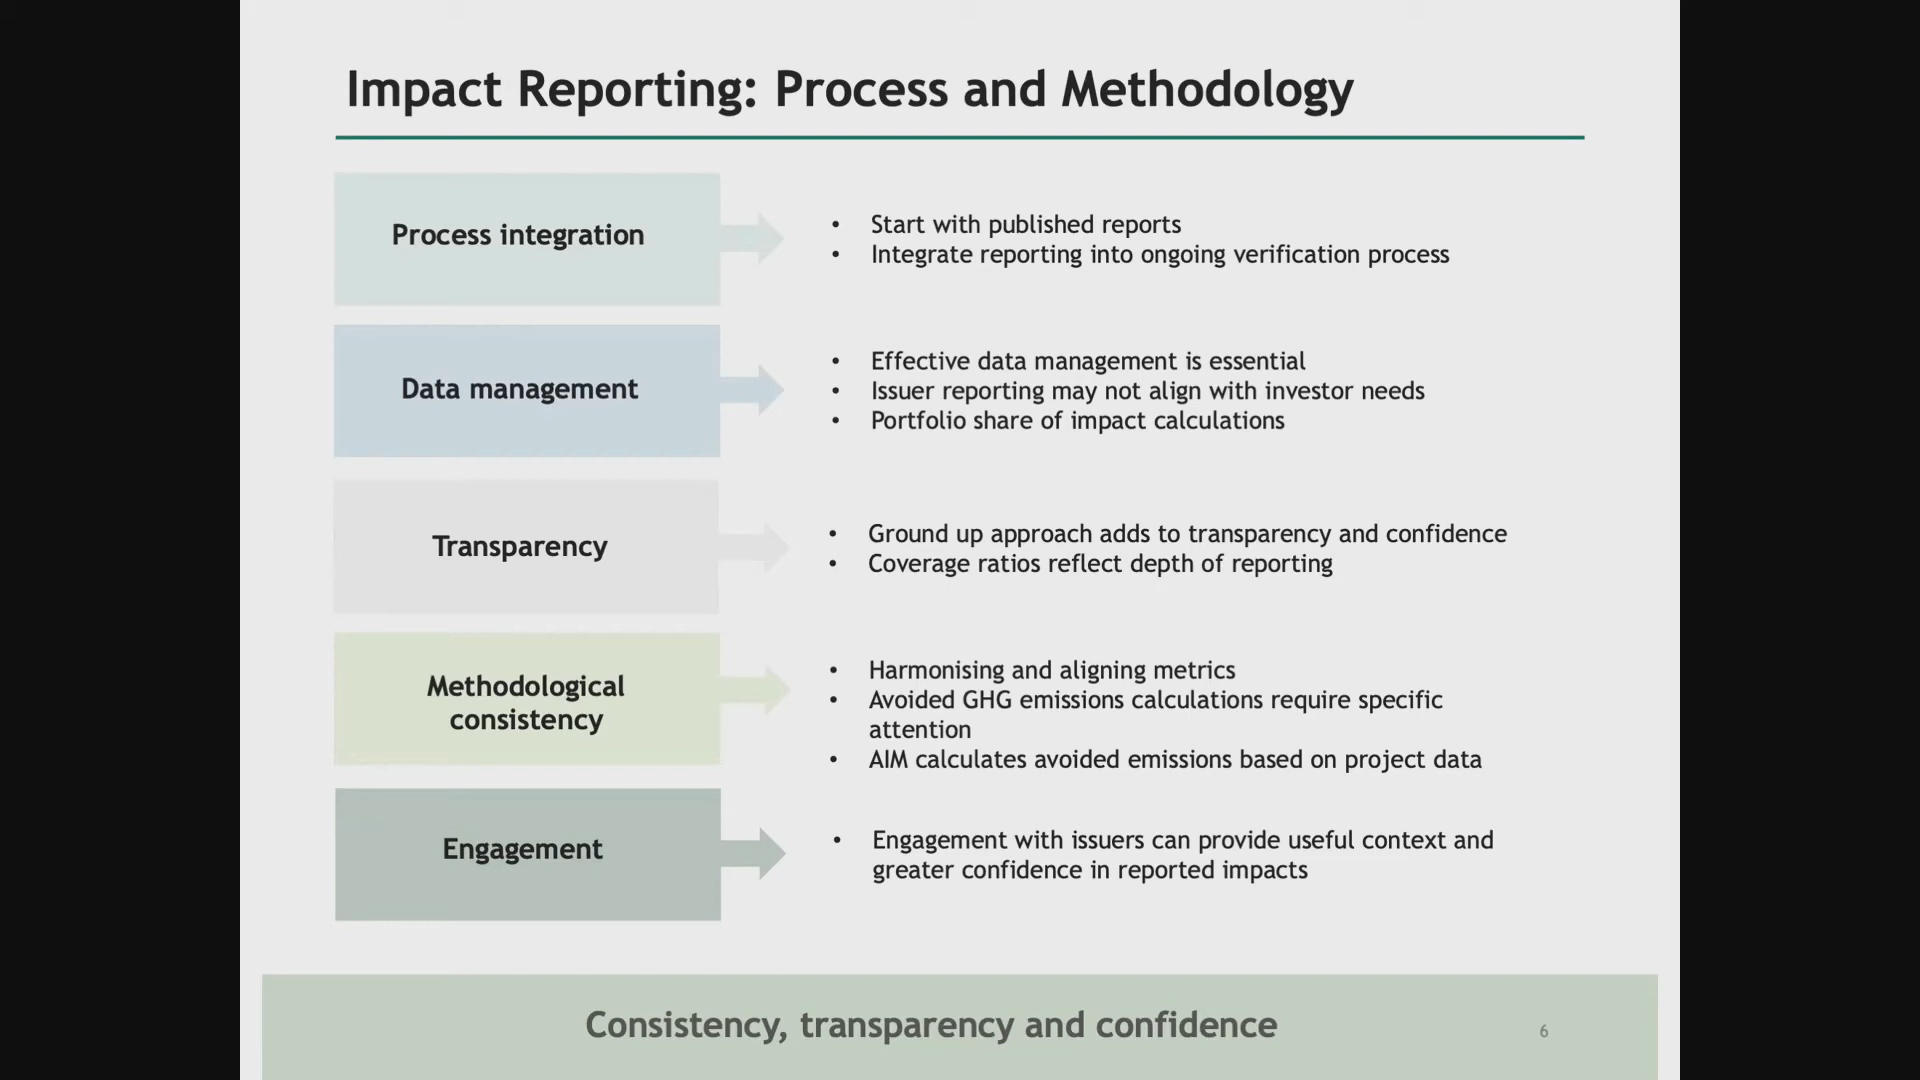 Impact Reporting: Process and Methodology
Process integration
• Start with published reports
• Integrate reporting into ongoing verification process
Data management
• Effective data management is essential
• Issuer reporting may not align with investor needs
• Portfolio share of impact calculations
Transparency
• Ground up approach adds to transparency and confidence
• Coverage ratios reflect depth of reporting
Methodological
consistency
• Harmonising and aligning metrics
• Avoided GHG emissions calculations require specific
attention
• AIM calculates avoided emissions based on project data
Engagement
• Engagement with issuers can provide useful context and
greater confidence in reported impacts
Consistency, transparency and confidence
6